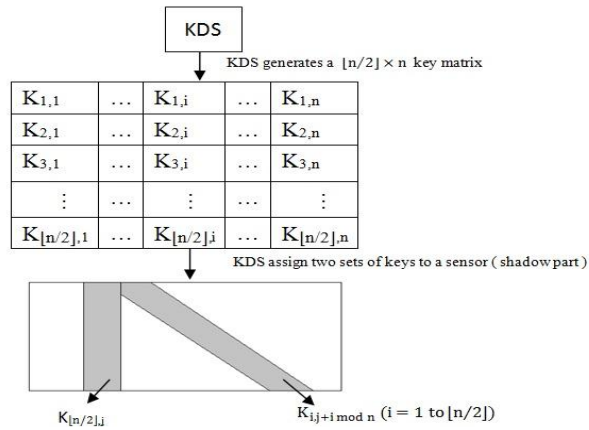 KDS
KDS generates a ⌊n/2⌋ × n key matrix
K1,1 … K1,i … K1,n
K2,1 … K2,i … K2,n
K3,1 … K3,i … K3,n
⋮ … ⋮ … ⋮
K⌊n/2⌋,1 … K⌊n/2⌋,i … K⌊n/2⌋,n
KDS assign two sets of keys to a sensor ( shadow part )
K⌊n/2⌋,j
Ki,j+i mod n (i = 1 to ⌊n/2⌋)